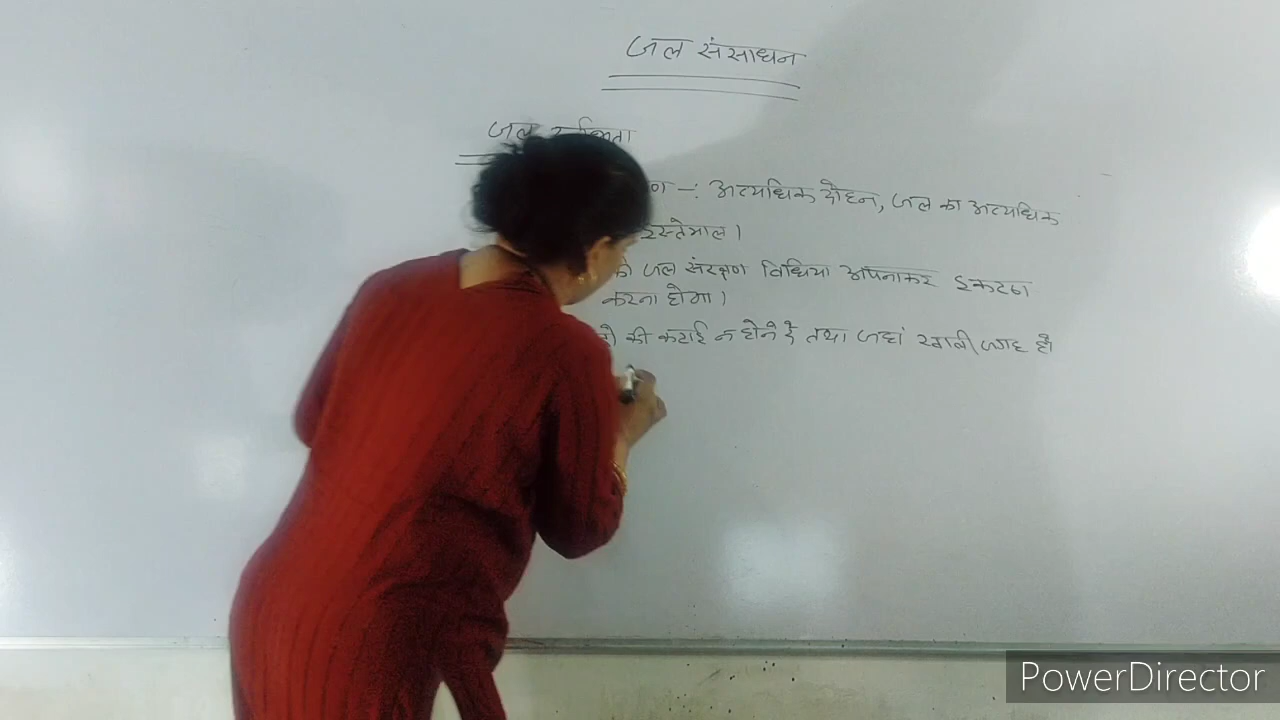 जल संसाधन
जल
अत्यधिक दोहन, जल का अत्यधिक
इस्तेमाल।
को जल संरक्षण विधिया अपनाकर इकटठा
करना होगा।
की कटाई न होने दे तथा जहां खाली जगह हो
PowerDirector